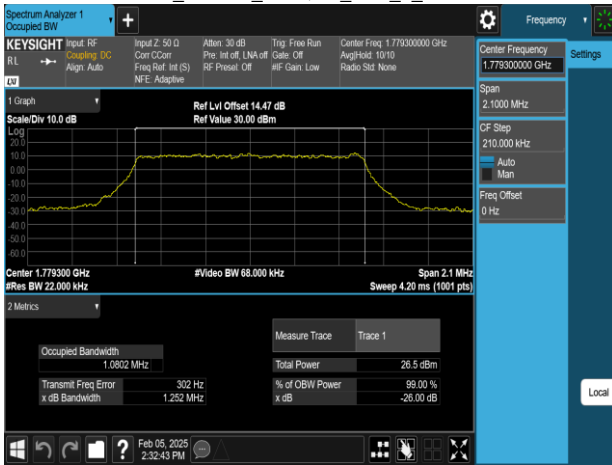 Spectrum Analyzer 1
Occupied BW
+
Frequency
KEYSIGHT
RL
LXI
Input: RF
Coupling: DC
Align: Auto
Input Z: 50 Ω
Corr CCorr
Freq Ref: Int (S)
NFE: Adaptive
Atten: 30 dB
Pre: Int off, LNA off
RF Presel: Off
Trig: Free Run
Gate: Off
#IF Gain: Low
Center Freq: 1.779300000 GHz
Avg|Hold: 10/10
Radio Std: None
Center Frequency
1.779300000 GHz
Settings
Span
2.1000 MHz
CF Step
210.000 kHz
Auto
Man
Freq Offset
0 Hz
Local
1 Graph
Scale/Div 10.0 dB
Ref Lvl Offset 14.47 dB
Ref Value 30.00 dBm
Log
20.0
10.0
0.00
-10.0
-20.0
-30.0
-40.0
-50.0
-60.0
Center 1.779300 GHz
#Res BW 22.000 kHz
#Video BW 68.000 kHz
Span 2.1 MHz
Sweep 4.20 ms (1001 pts)
2 Metrics
Measure Trace
Trace 1
Occupied Bandwidth
1.0802 MHz
Total Power
26.5 dBm
Transmit Freq Error
302 Hz
% of OBW Power
99.00 %
x dB Bandwidth
1.252 MHz
x dB
-26.00 dB
?
Feb 05, 2025
2:32:43 PM